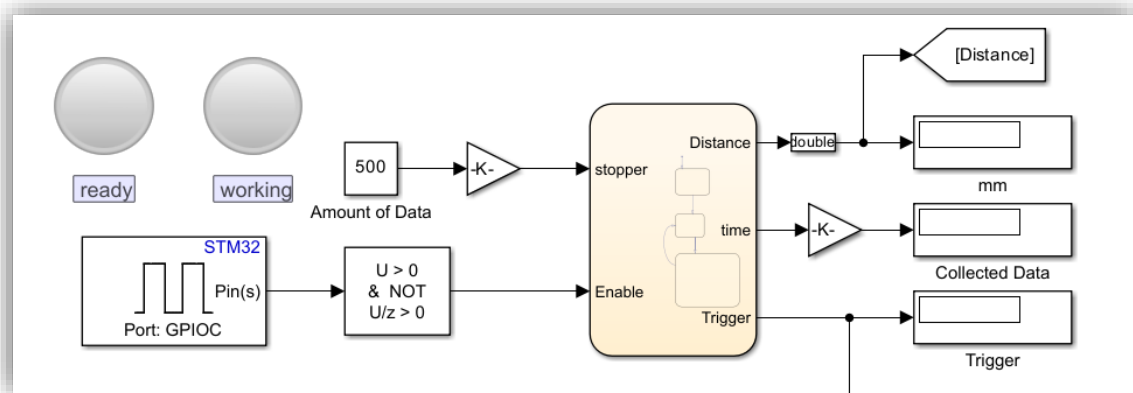 [Distance]
ready
working
500
Amount of Data
-K-
stopper
Enable
Distance
time
Trigger
double
mm
-K-
Collected Data
Trigger
STM32
Pin(s)
Port: GPIOC
U > 0
& NOT
U/z > 0